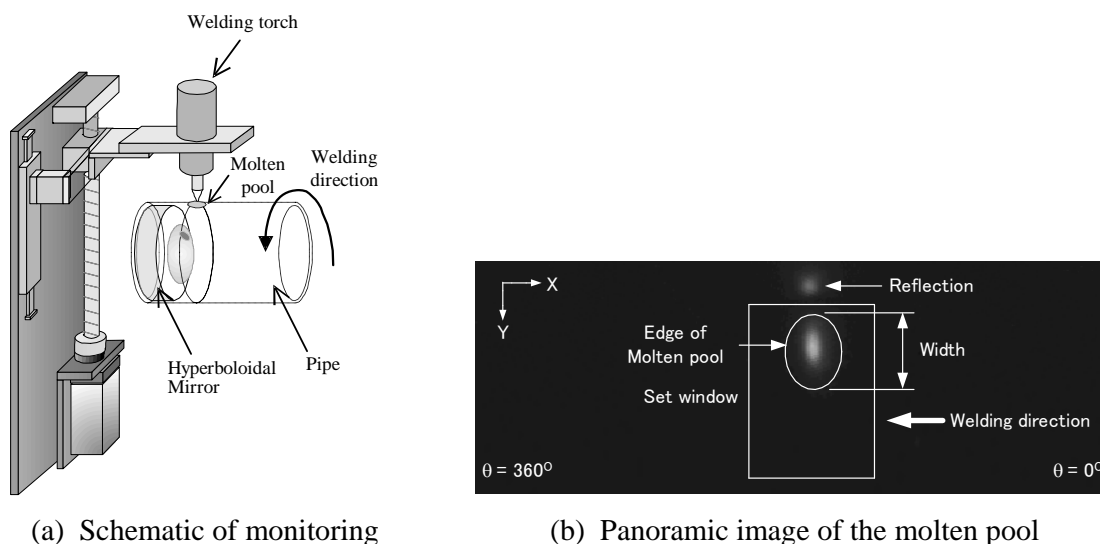 Welding torch
Molten
pool
Welding
direction
Hyperboloidal
Mirror
Pipe
(a) Schematic of monitoring
X
Y
Reflection
Edge of
Molten pool
Width
Set window
Welding direction
θ = 360°
θ = 0°
(b) Panoramic image of the molten pool